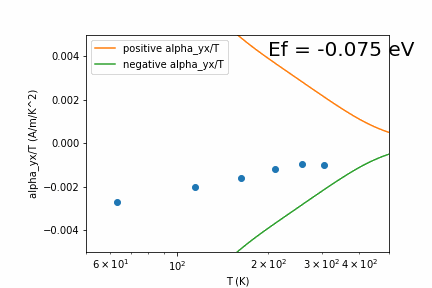 Ef = -0.075 eV
positive alpha_yx/T
negative alpha_yx/T
alpha_yx/T (A/m/K^2)
0.004
0.002
0.000
−0.002
−0.004
6 × 10¹ 10² 2 × 10² 3 × 10² 4 × 10²
T (K)